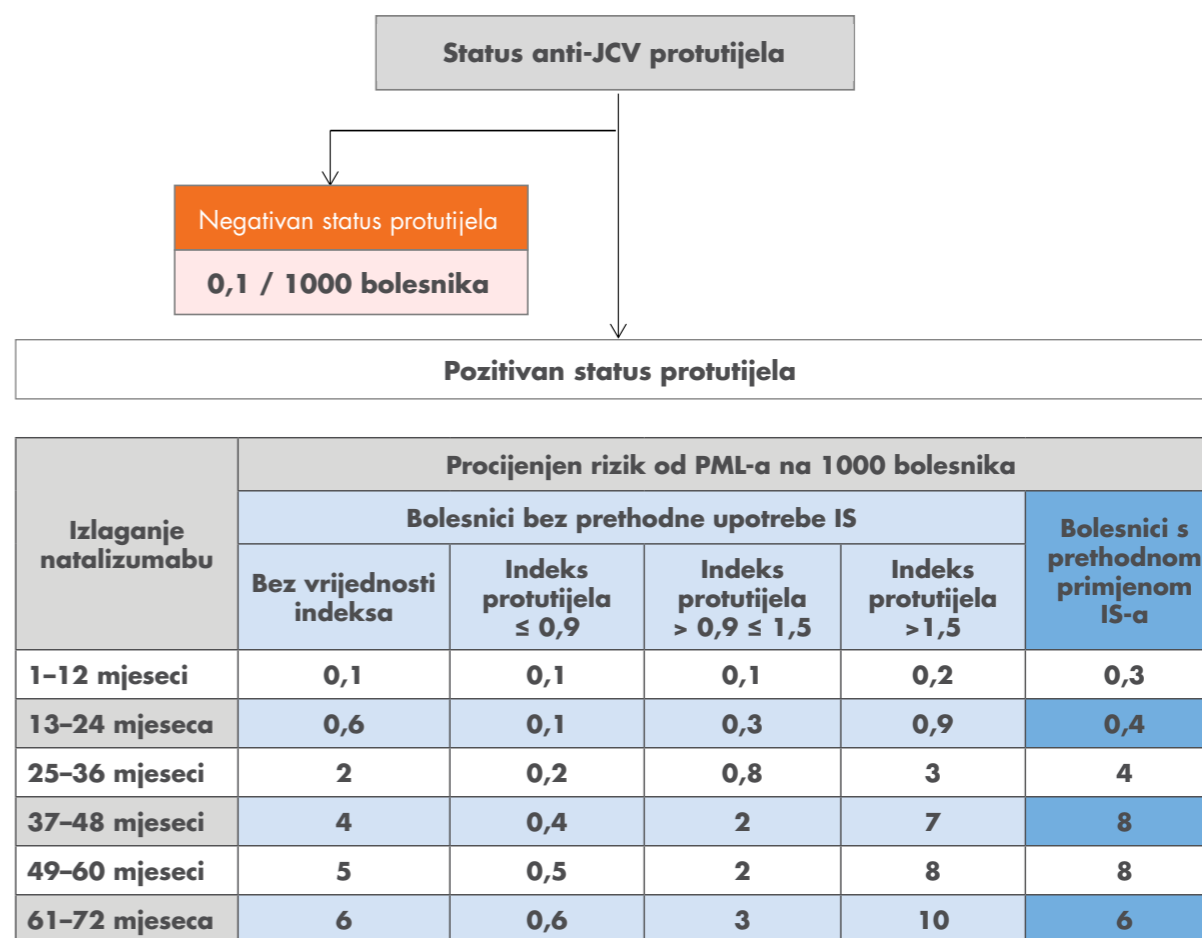 Status anti-JCV protutijela
Negativan status protutijela
0,1 / 1000 bolesnika
Pozitivan status protutijela
Izlaganje
natalizumabu
Procijenjen rizik od PML-a na 1000 bolesnika
Bolesnici bez prethodne upotrebe IS
Bolesnici s
prethodnom
primjenom
IS-a
Bez vrijednosti
indeksa
Indeks
protutijela
≤ 0,9
Indeks
protutijela
> 0,9 ≤ 1,5
Indeks
protutijela
>1,5
1–12 mjeseci 0,1 0,1 0,1 0,2 0,3
13–24 mjeseca 0,6 0,1 0,3 0,9 0,4
25–36 mjeseci 2 0,2 0,8 3 4
37–48 mjeseci 4 0,4 2 7 8
49–60 mjeseci 5 0,5 2 8 8
61–72 mjeseca 6 0,6 3 10 6